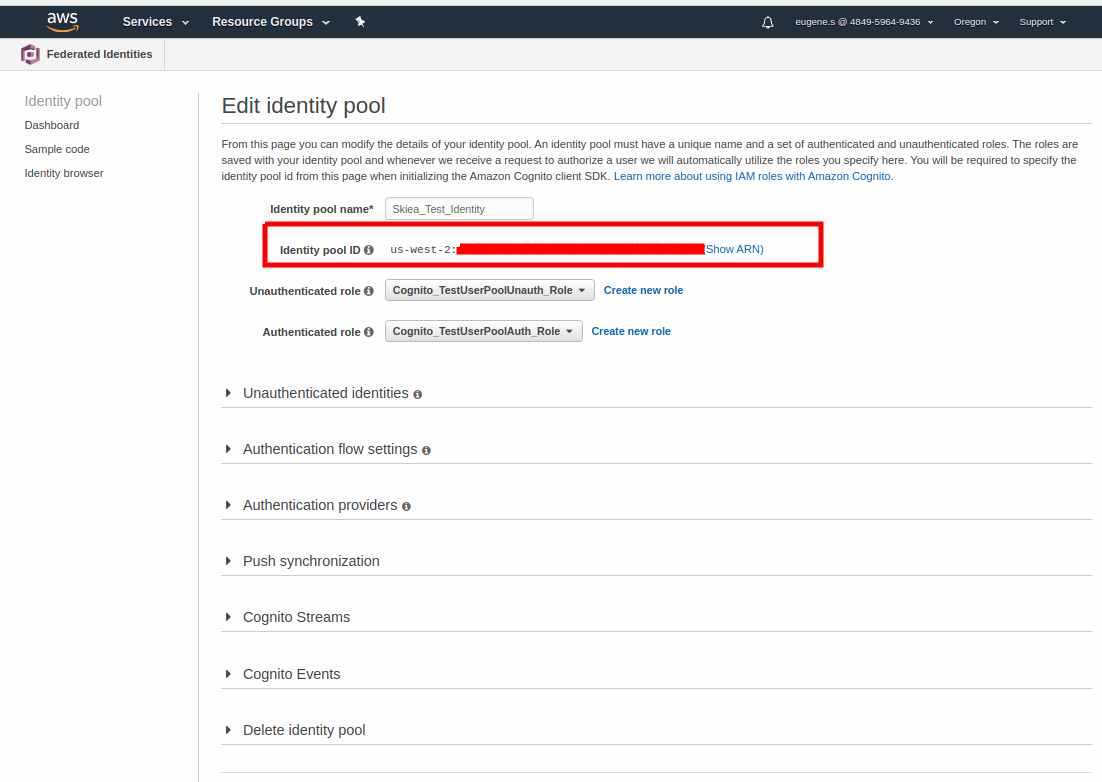 aws Services Resource Groups eugene.s @ 4849-5964-9436 Oregon Support
Federated Identities
Identity pool
Dashboard
Sample code
Identity browser
Edit identity pool
From this page you can modify the details of your identity pool. An identity pool must have a unique name and a set of authenticated and unauthenticated roles. The roles are
saved with your identity pool and whenever we receive a request to authorize a user we will automatically utilize the roles you specify here. You will be required to specify the
identity pool id from this page when initializing the Amazon Cognito client SDK. Learn more about using IAM roles with Amazon Cognito.
Identity pool name* Skiea_Test_Identity
Identity pool ID us-west-2: (Show ARN)
Unauthenticated role Cognito_TestUserPoolUnauth_Role Create new role
Authenticated role Cognito_TestUserPoolAuth_Role Create new role
Unauthenticated identities
Authentication flow settings
Authentication providers
Push synchronization
Cognito Streams
Cognito Events
Delete identity pool